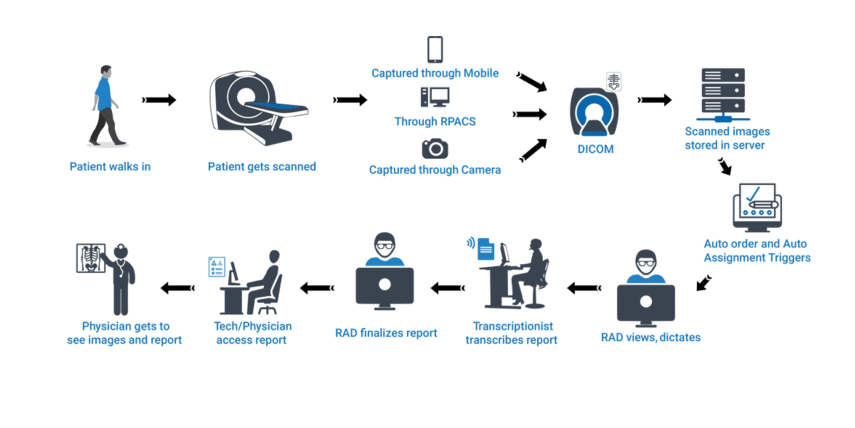 Captured through Mobile
Through RPACS
Captured through Camera
Patient walks in
Patient gets scanned
DICOM
Scanned images
stored in server
Auto order and Auto
Assignment Triggers
RAD views, dictates
Transcriptionist
transcribes report
RAD finalizes report
Tech/Physician
access report
Physician gets to
see images and report